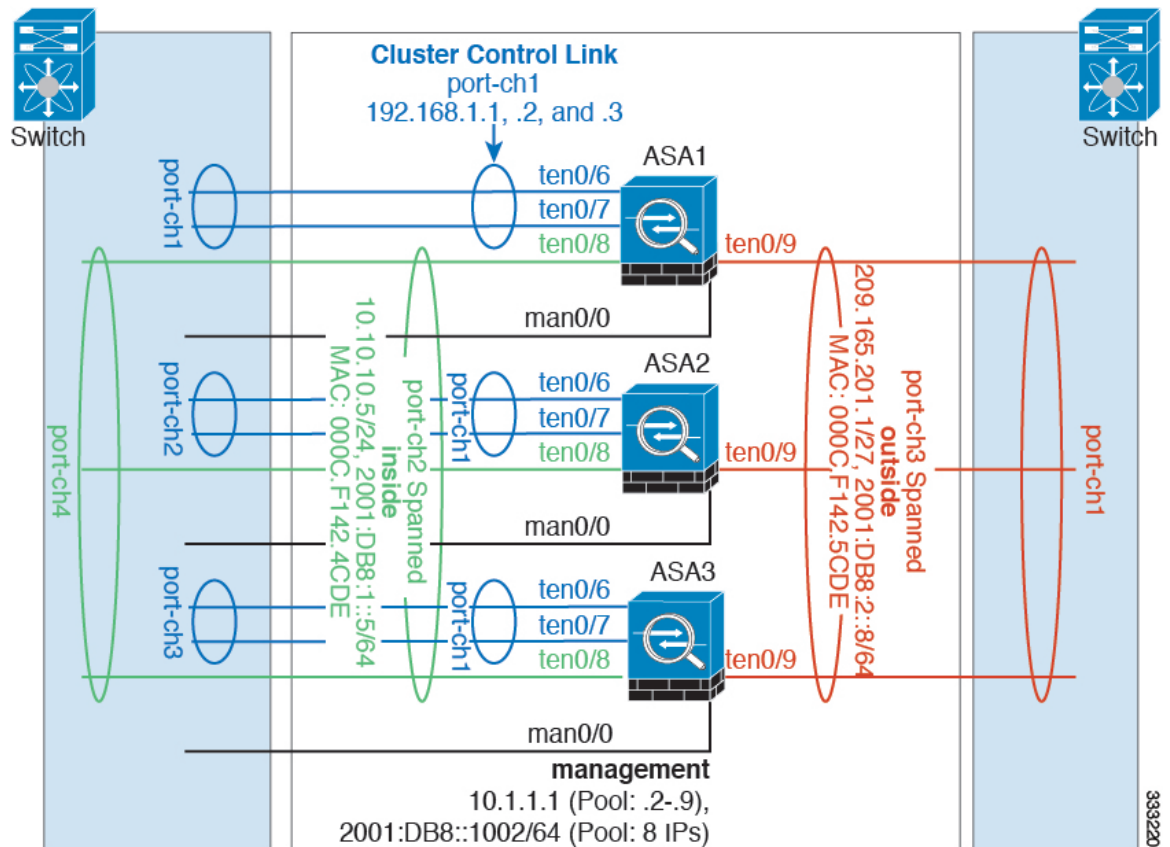 Switch
Switch
Cluster Control Link
port-ch1
192.168.1.1, .2, and .3
ASA1
port-ch1
ten0/6
ten0/7
ten0/8
ten0/9
man0/0
ASA2
port-ch2
port-ch1
ten0/6
ten0/7
ten0/8
ten0/9
man0/0
ASA3
port-ch3
port-ch1
ten0/6
ten0/7
ten0/8
ten0/9
man0/0
port-ch4
port-ch2 Spanned
inside
10.10.10.5/24, 2001:DB8:1::5/64
MAC: 000C.F142.4CDE
port-ch3 Spanned
outside
209.165.201.1/27, 2001:DB8:2::8/64
MAC: 000C.F142.5CDE
port-ch1
management
10.1.1.1 (Pool: .2-.9),
2001:DB8::1002/64 (Pool: 8 IPs)
333220